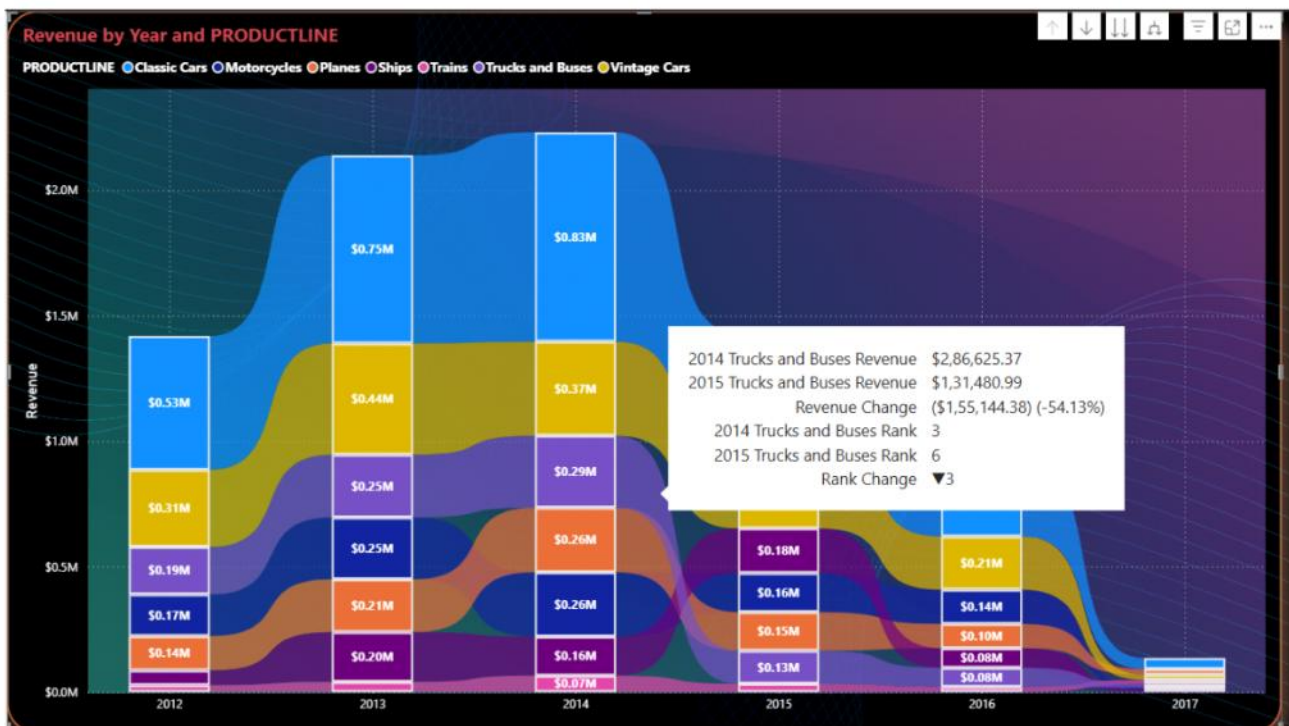 Revenue by Year and PRODUCTLINE
PRODUCTLINE Classic Cars Motorcycles Planes Ships Trains Trucks and Buses Vintage Cars
Revenue
$2.0M
$1.5M
$1.0M
$0.5M
$0.0M
$0.53M
$0.31M
$0.19M
$0.17M
$0.14M
$0.75M
$0.44M
$0.25M
$0.25M
$0.21M
$0.20M
$0.83M
$0.37M
$0.29M
$0.26M
$0.26M
$0.16M
$0.07M
2014 Trucks and Buses Revenue $2,86,625.37
2015 Trucks and Buses Revenue $1,31,480.99
Revenue Change ($1,55,144.38) (-54.13%)
2014 Trucks and Buses Rank 3
2015 Trucks and Buses Rank 6
Rank Change ▼3
$0.18M
$0.16M
$0.15M
$0.13M
$0.21M
$0.14M
$0.10M
$0.08M
$0.08M
2012 2013 2014 2015 2016 2017